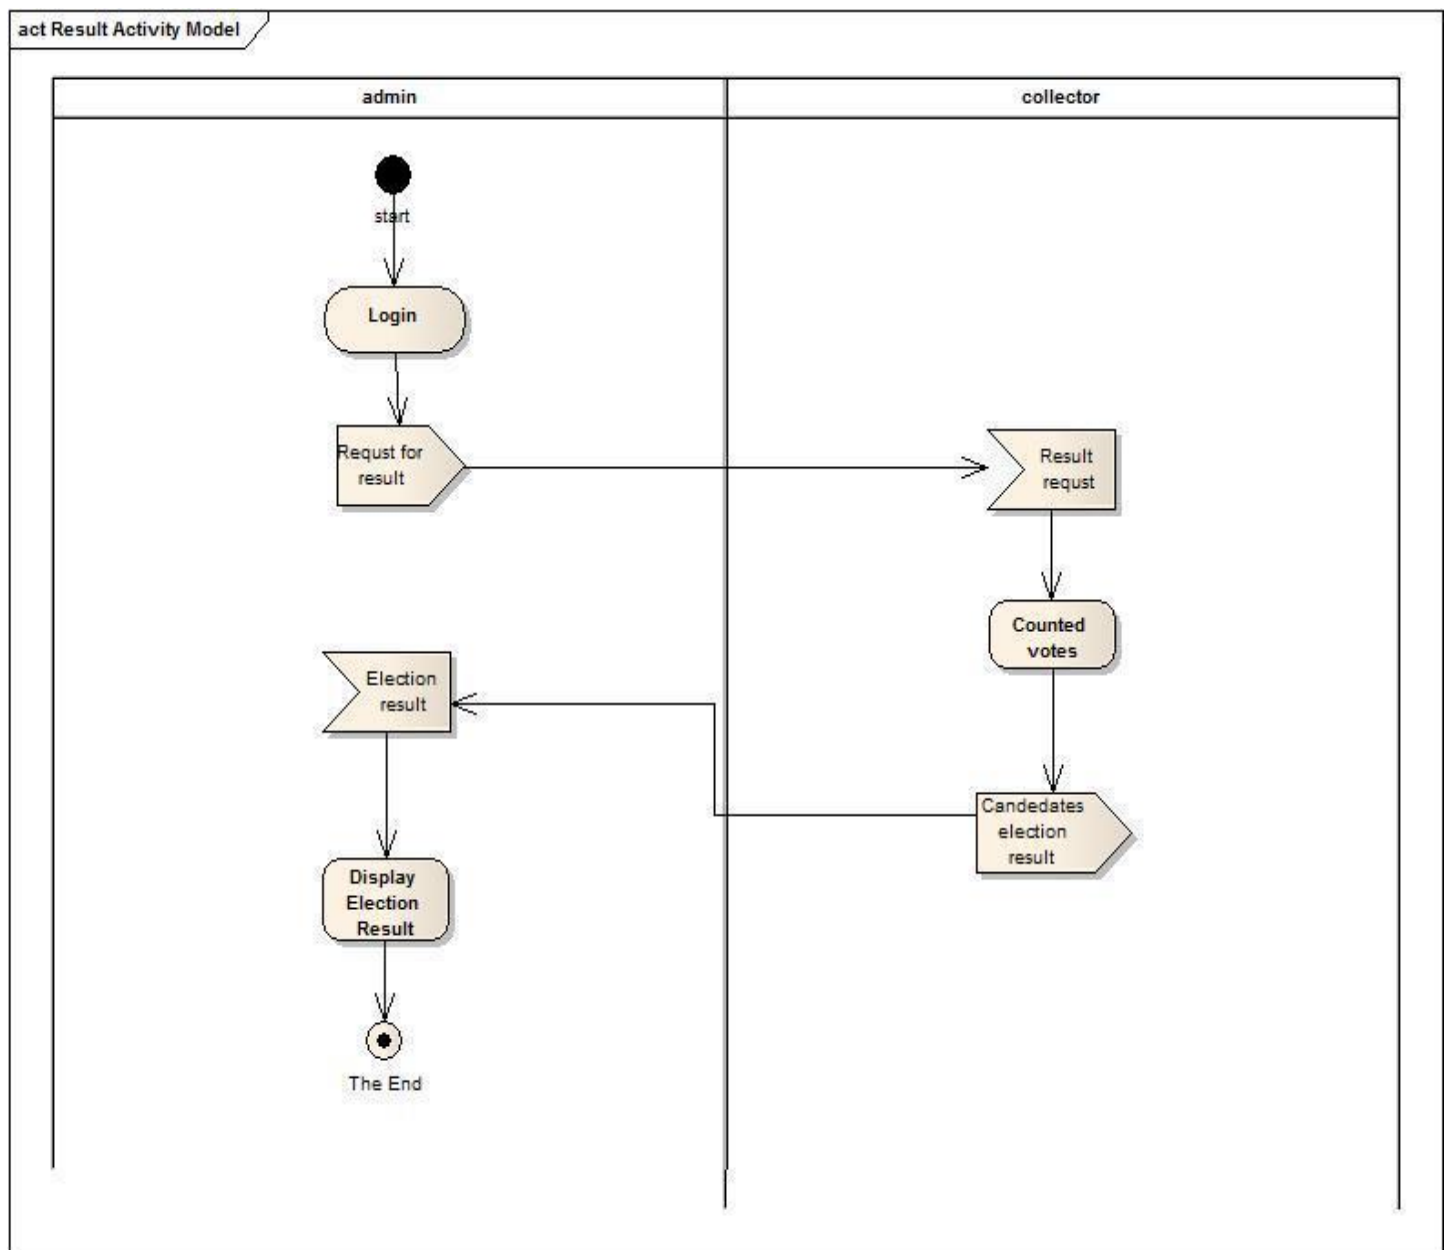 act Result Activity Model
admin
collector
start
Login
Requst for
result
Result
requst
Counted
votes
Election
result
Candedates
election
result
Display
Election
Result
The End